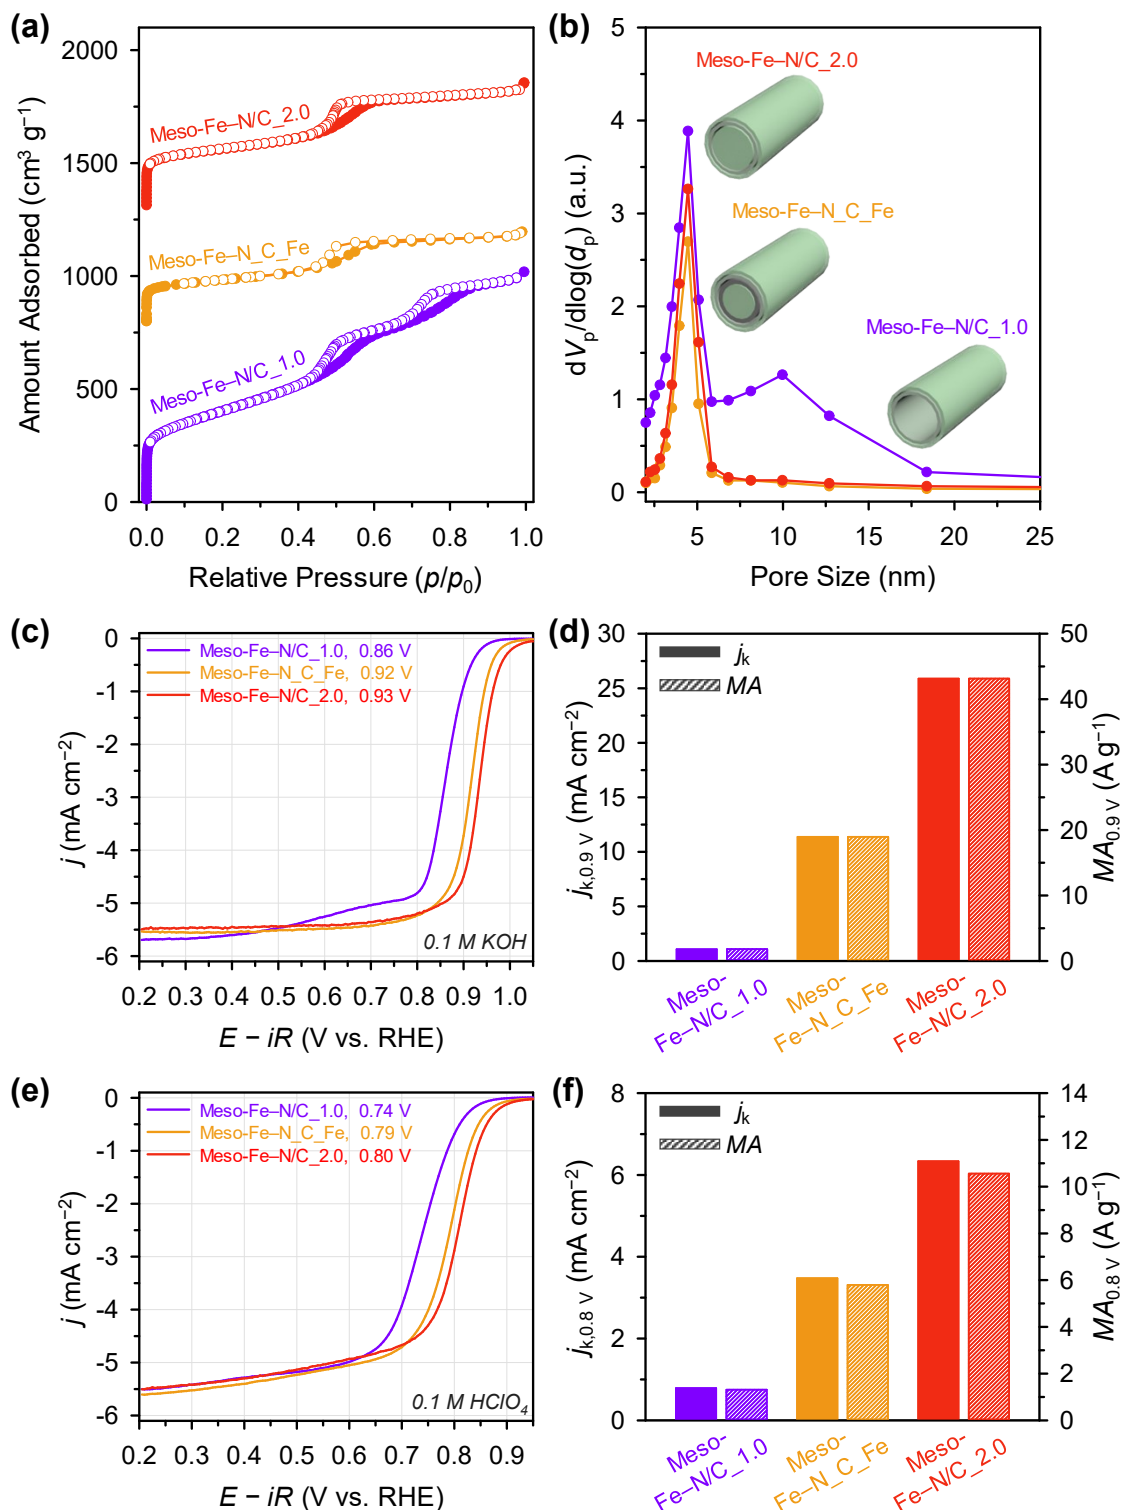 (a)
2000
1500
1000
500
0
Amount Adsorbed (cm³ g⁻¹)
Meso-Fe–N/C_2.0
Meso-Fe–N_C_Fe
Meso-Fe–N/C_1.0
0.0 0.2 0.4 0.6 0.8 1.0
Relative Pressure (p/p₀)
(b)
5
4
3
2
1
0
dVₚ/dlog(dₚ) (a.u.)
Meso-Fe–N/C_2.0
Meso-Fe–N_C_Fe
Meso-Fe–N/C_1.0
5 10 15 20 25
Pore Size (nm)
(c)
0
-1
-2
-3
-4
-5
-6
j (mA cm⁻²)
Meso-Fe–N/C_1.0, 0.86 V
Meso-Fe–N_C_Fe, 0.92 V
Meso-Fe–N/C_2.0, 0.93 V
0.1 M KOH
0.2 0.3 0.4 0.5 0.6 0.7 0.8 0.9 1.0
E − iR (V vs. RHE)
(d)
30
25
20
15
10
5
0
j_k,0.9 V (mA cm⁻²)
j_k
MA
50
40
30
20
10
0
MA_0.9 V (A g⁻¹)
Meso-
Fe–N/C_1.0
Meso-
Fe–N_C_Fe
Meso-
Fe–N/C_2.0
(e)
0
-1
-2
-3
-4
-5
-6
j (mA cm⁻²)
Meso-Fe–N/C_1.0, 0.74 V
Meso-Fe–N_C_Fe, 0.79 V
Meso-Fe–N/C_2.0, 0.80 V
0.1 M HClO₄
0.2 0.3 0.4 0.5 0.6 0.7 0.8 0.9
E − iR (V vs. RHE)
(f)
8
6
4
2
0
j_k,0.8 V (mA cm⁻²)
j_k
MA
14
12
10
8
6
4
2
0
MA_0.8 V (A g⁻¹)
Meso-
Fe–N/C_1.0
Meso-
Fe–N_C_Fe
Meso-
Fe–N/C_2.0